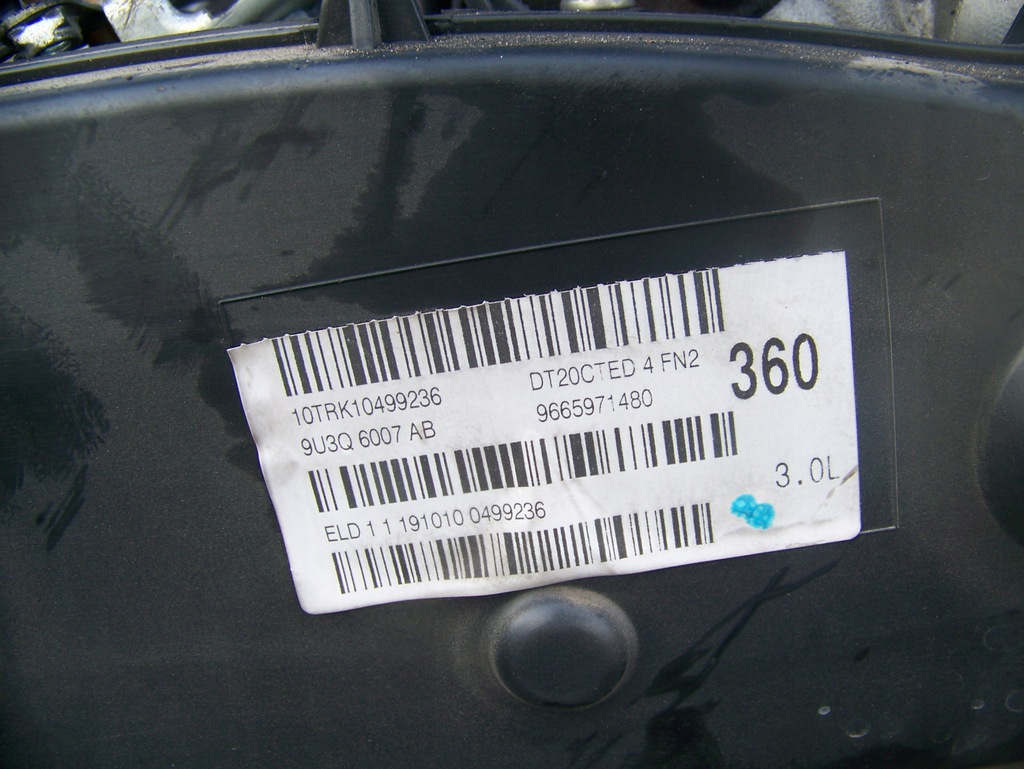 10TRK10499236
DT20CTED 4 FN2
360
9U3Q 6007 AB
9665971480
3.0L
ELD 1 1 191010 0499236